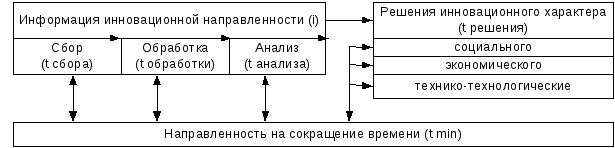 Информация инновационной направленности (i)
Решения инновационного характера
(t решения)
Сбор
(t сбора)
Обработка
(t обработки)
Анализ
(t анализа)
социального
экономического
технико-технологические
Направленность на сокращение времени (t min)